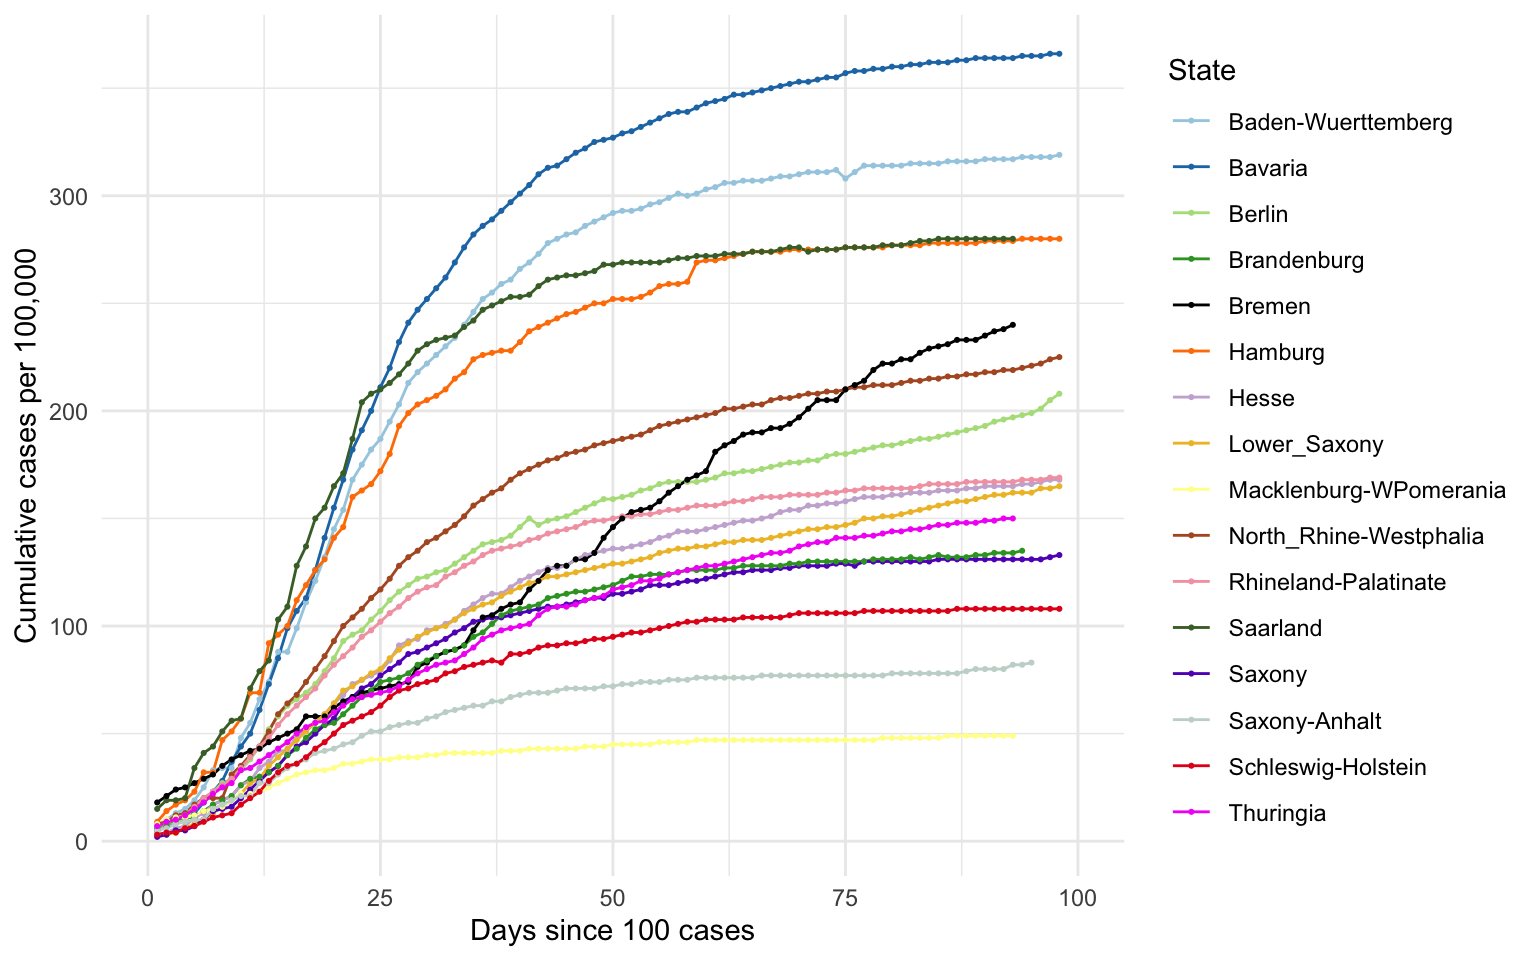 Cumulative cases per 100,000
300
200
100
0
0 25 50 75 100
Days since 100 cases
State
Baden-Wuerttemberg
Bavaria
Berlin
Brandenburg
Bremen
Hamburg
Hesse
Lower_Saxony
Macklenburg-WPomerania
North_Rhine-Westphalia
Rhineland-Palatinate
Saarland
Saxony
Saxony-Anhalt
Schleswig-Holstein
Thuringia